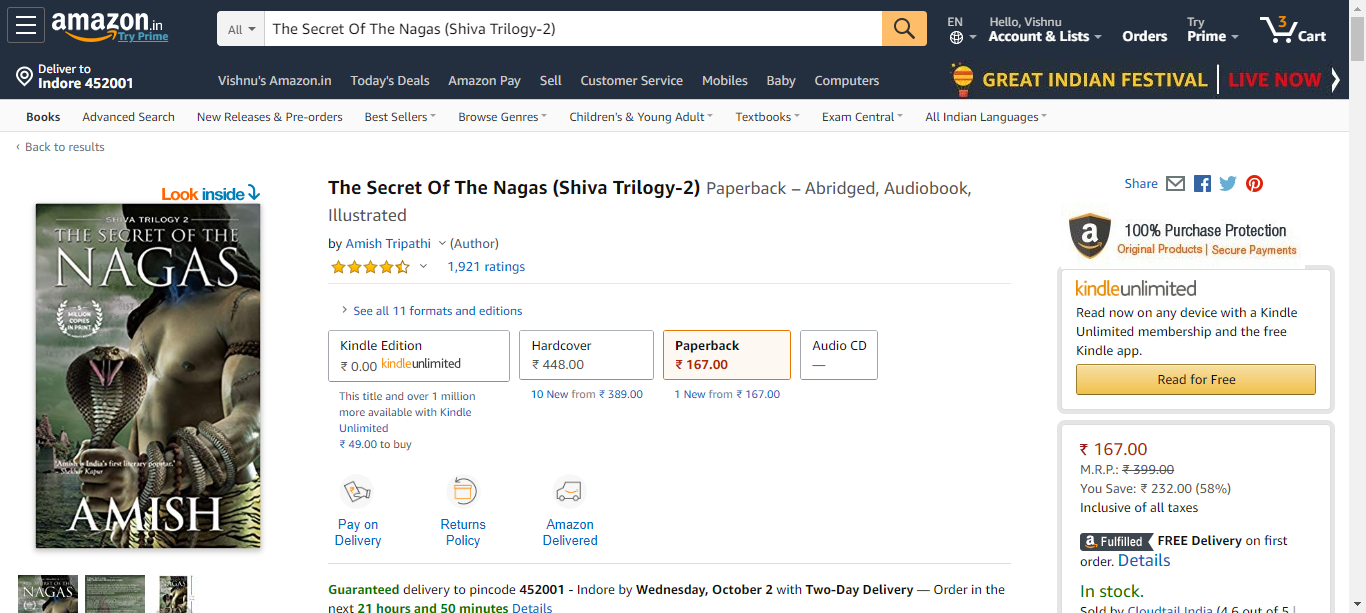 amazon.in
Try Prime
All
The Secret Of The Nagas (Shiva Trilogy-2)
EN
Hello, Vishnu
Account & Lists
Orders
Try
Prime
3
Cart
Deliver to
Indore 452001
Vishnu's Amazon.in
Today's Deals
Amazon Pay
Sell
Customer Service
Mobiles
Baby
Computers
GREAT INDIAN FESTIVAL | LIVE NOW
Books
Advanced Search
New Releases & Pre-orders
Best Sellers
Browse Genres
Children's & Young Adult
Textbooks
Exam Central
All Indian Languages
‹ Back to results
Look inside
SHIVA TRILOGY 2
THE SECRET OF THE
NAGAS
5
MILLION
COPIES
IN PRINT
'Amish is India's first literary popstar.'
Shekhar Kapur
AMISH
The Secret Of The Nagas (Shiva Trilogy-2) Paperback – Abridged, Audiobook,
Illustrated
by Amish Tripathi (Author)
1,921 ratings
See all 11 formats and editions
Kindle Edition
₹ 0.00 kindleunlimited
This title and over 1 million
more available with Kindle
Unlimited
₹ 49.00 to buy
Hardcover
₹ 448.00
10 New from ₹ 389.00
Paperback
₹ 167.00
1 New from ₹ 167.00
Audio CD
—
Pay on
Delivery
Returns
Policy
Amazon
Delivered
Guaranteed delivery to pincode 452001 - Indore by Wednesday, October 2 with Two-Day Delivery — Order in the
next 21 hours and 50 minutes Details
Share
a
100% Purchase Protection
Original Products | Secure Payments
kindleunlimited
Read now on any device with a Kindle
Unlimited membership and the free
Kindle app.
Read for Free
₹ 167.00
M.R.P.: ₹ 399.00
You Save: ₹ 232.00 (58%)
Inclusive of all taxes
a Fulfilled FREE Delivery on first
order. Details
In stock.
Sold by Cloudtail India (4.6 out of 5 |